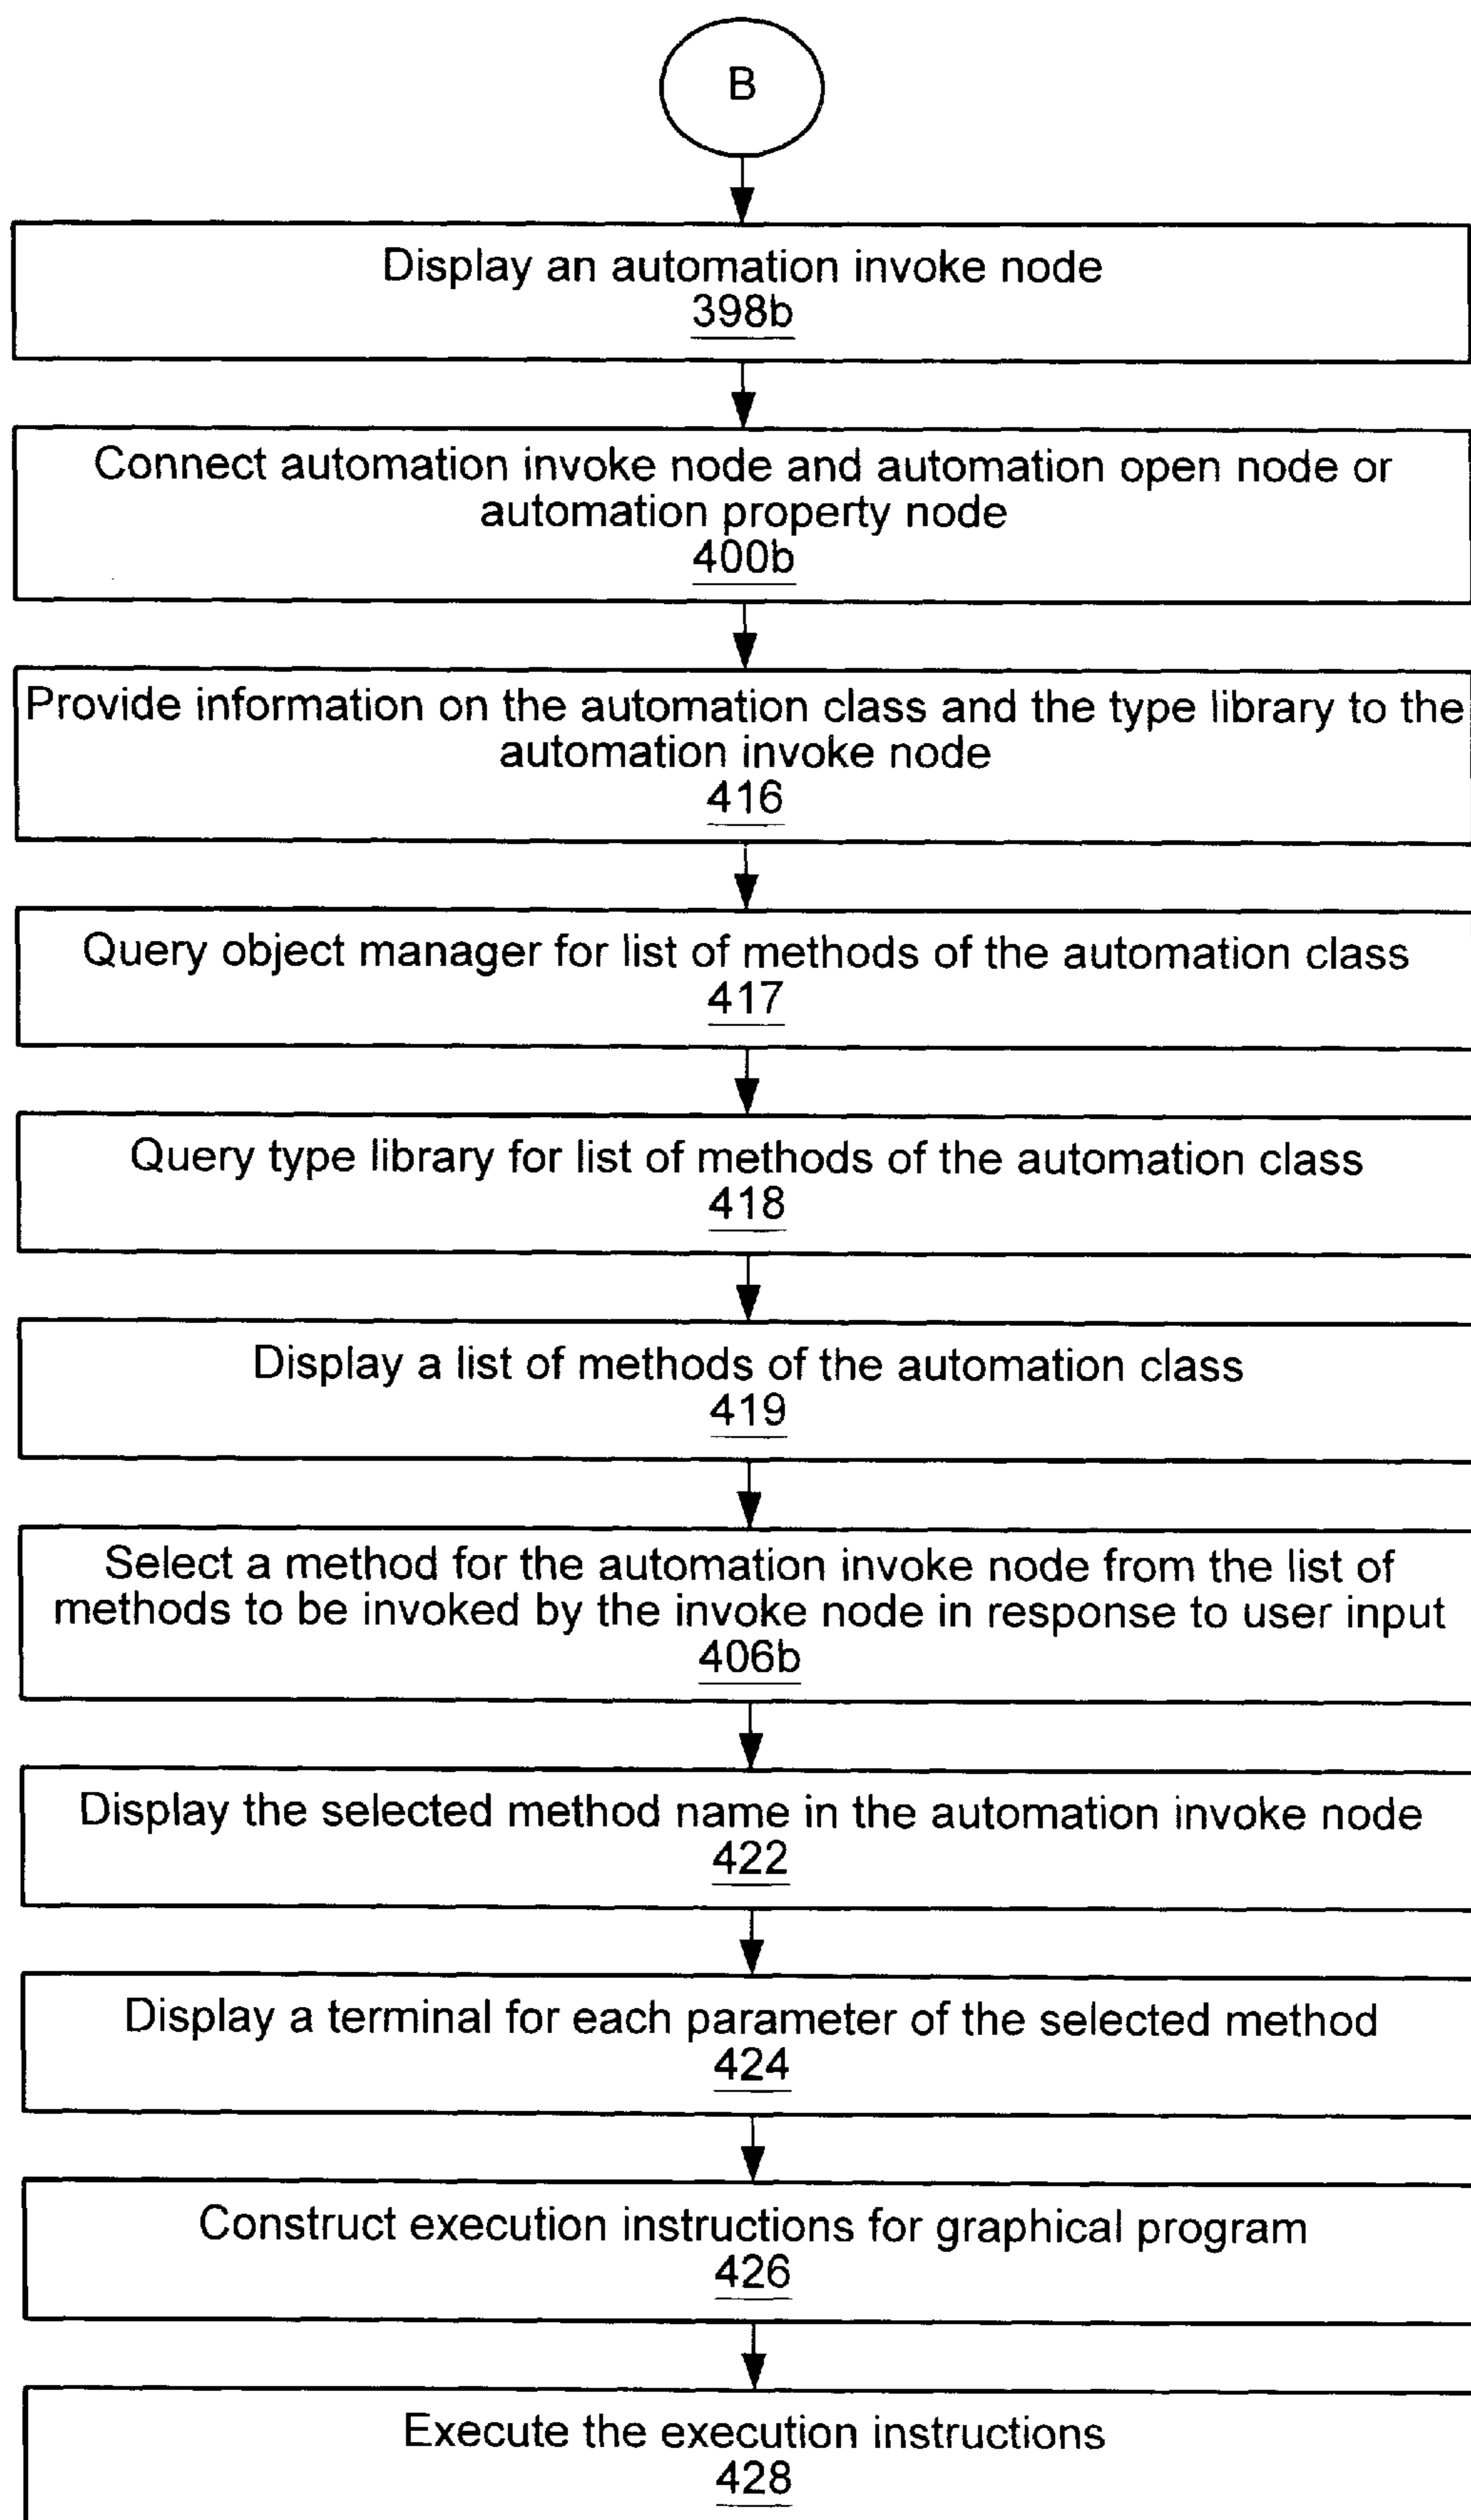 B
Display an automation invoke node
398b
Connect automation invoke node and automation open node or
automation property node
400b
Provide information on the automation class and the type library to the
automation invoke node
416
Query object manager for list of methods of the automation class
417
Query type library for list of methods of the automation class
418
Display a list of methods of the automation class
419
Select a method for the automation invoke node from the list of
methods to be invoked by the invoke node in response to user input
406b
Display the selected method name in the automation invoke node
422
Display a terminal for each parameter of the selected method
424
Construct execution instructions for graphical program
426
Execute the execution instructions
428